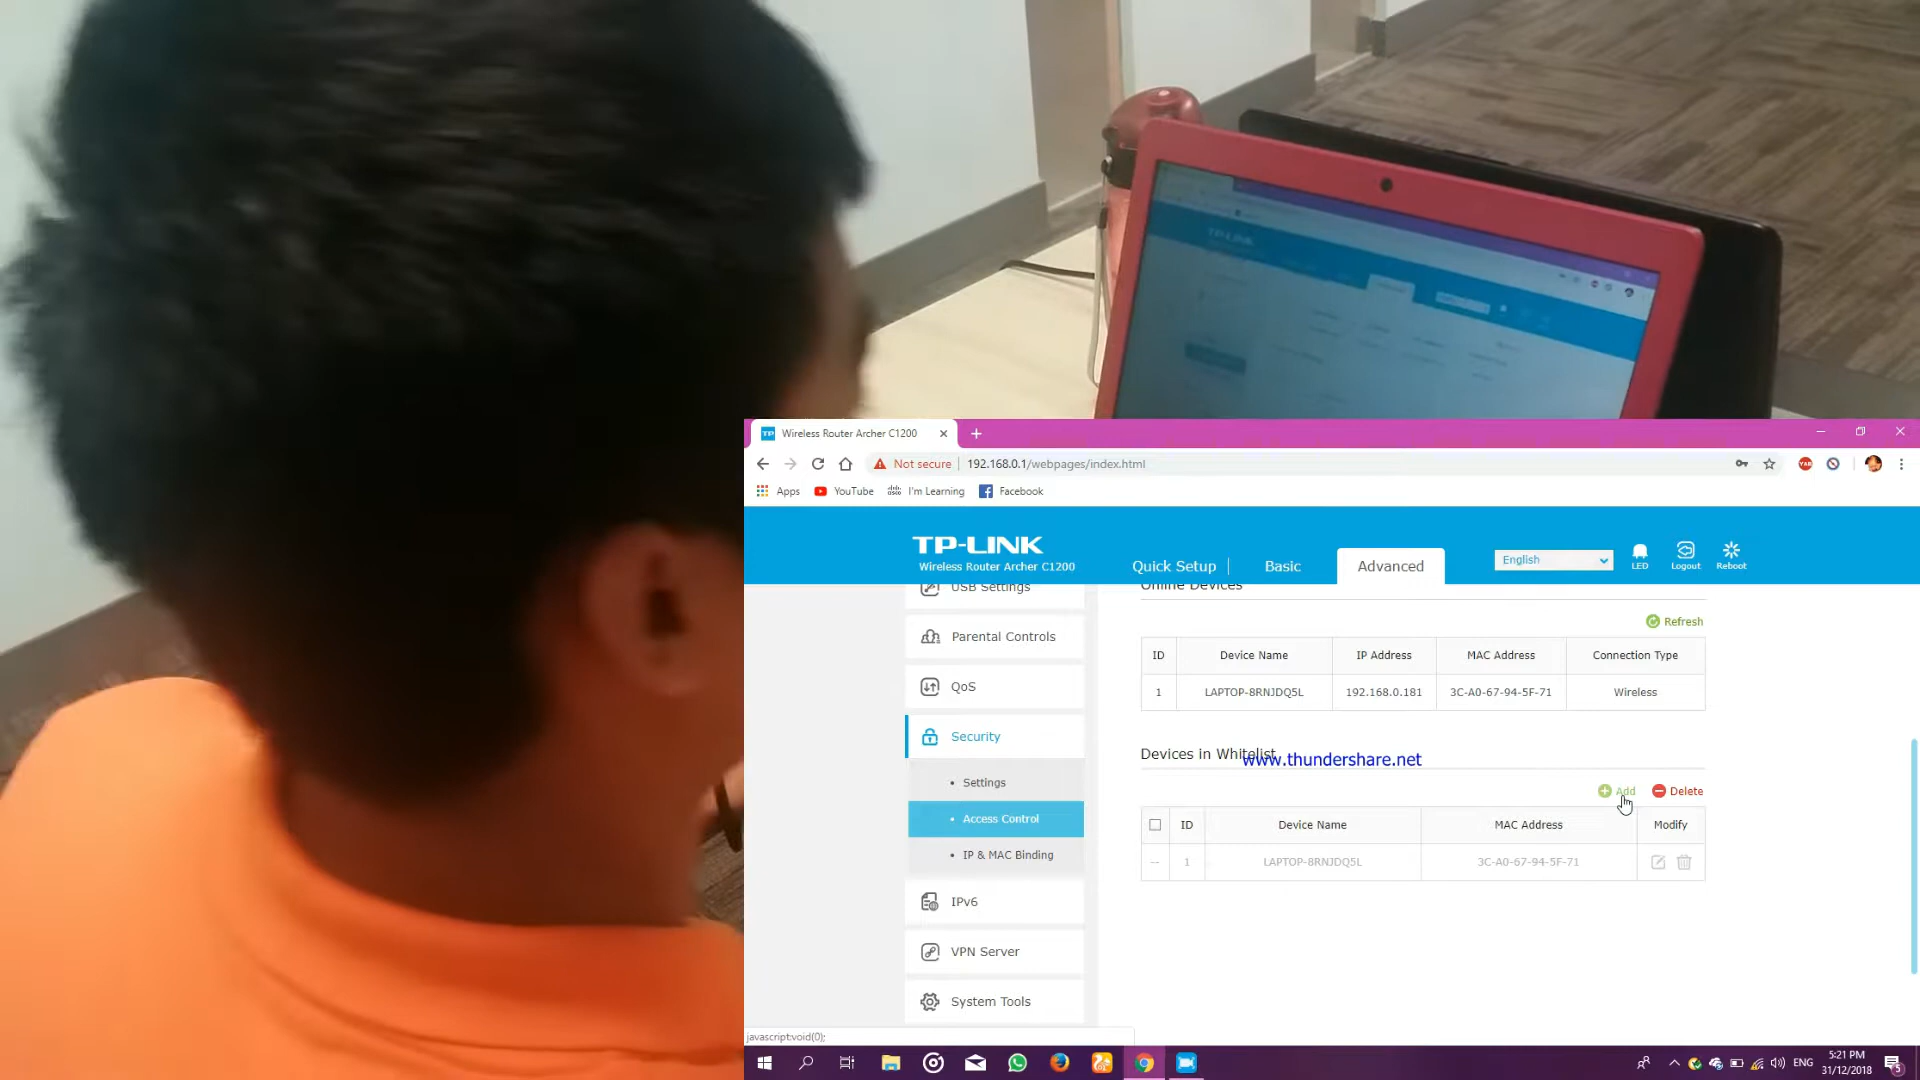 TP-LINK
Wireless Router Archer C1200
Not secure
192.168.0.1/webpages/index.html
Apps
YouTube
I'm Learning
Facebook
TP-LINK
Wireless Router Archer C1200
Quick Setup
Basic
Advanced
English
LED
Logout
Reboot
USB Settings
Parental Controls
QoS
Security
Settings
Access Control
IP & MAC Binding
IPv6
VPN Server
System Tools
Online Devices
Refresh
ID Device Name IP Address MAC Address Connection Type
1 LAPTOP-8RNJDQ5L 192.168.0.181 3C-A0-67-94-5F-71 Wireless
Devices in Whitelist
www.thundershare.net
Add Delete
ID Device Name MAC Address Modify
-- 1 LAPTOP-8RNJDQ5L 3C-A0-67-94-5F-71
javascript:void(0);
ENG
5:21 PM
31/12/2018
5